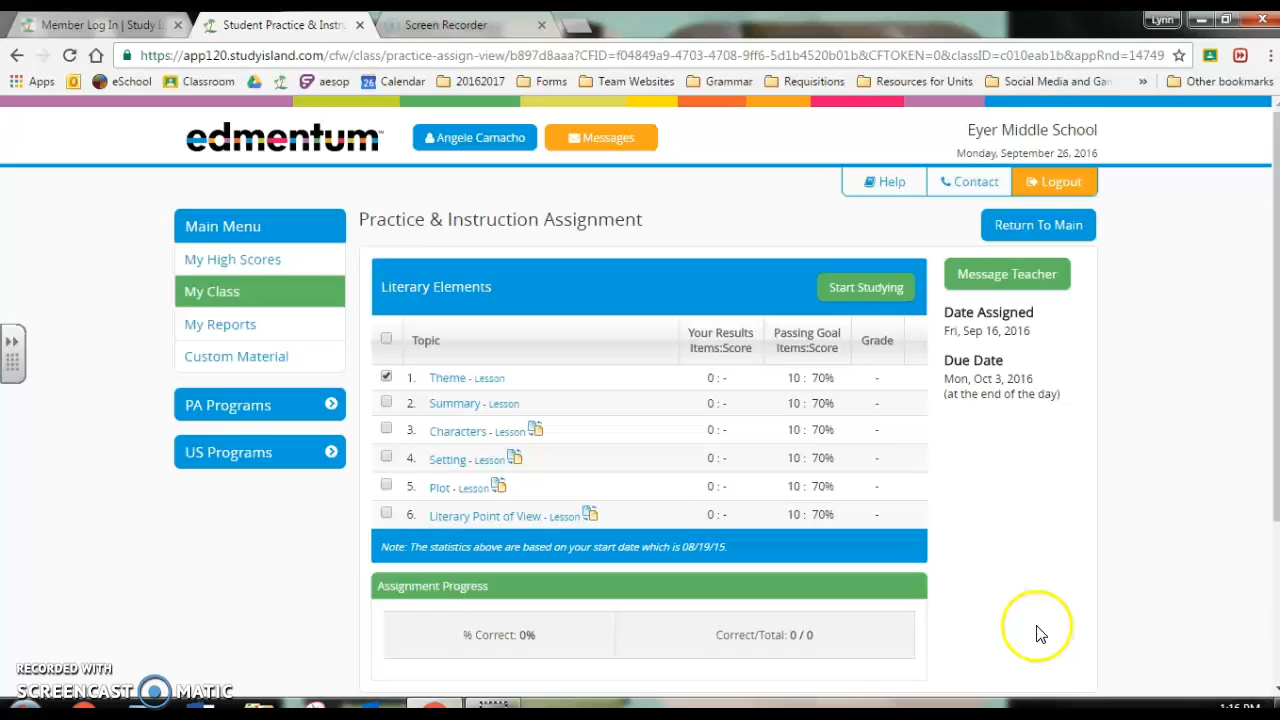 Member Log In | Study I
Student Practice & Instru
Screen Recorder
Lynn
https://app120.studyisland.com/cfw/class/practice-assign-view/b897d8aaa?CFID=f04849a9-4703-4708-9ff6-5d1b4520b01b&CFTOKEN=0&classID=c010eab1b&appRnd=14749
Apps
eSchool
Classroom
aesop
26 Calendar
20162017
Forms
Team Websites
Grammar
Requisitions
Resources for Units
Social Media and Gar
»
Other bookmarks
edmentum™
Angele Camacho
Messages
Eyer Middle School
Monday, September 26, 2016
Help
Contact
Logout
Main Menu
My High Scores
My Class
My Reports
Custom Material
PA Programs
US Programs
Practice & Instruction Assignment
Return To Main
Literary Elements
Start Studying
Topic
Your Results Items:Score
Passing Goal Items:Score
Grade
1. Theme - Lesson 0 : - 10 : 70% -
2. Summary - Lesson 0 : - 10 : 70% -
3. Characters - Lesson 0 : - 10 : 70% -
4. Setting - Lesson 0 : - 10 : 70% -
5. Plot - Lesson 0 : - 10 : 70% -
6. Literary Point of View - Lesson 0 : - 10 : 70% -
Note: The statistics above are based on your start date which is 08/19/15.
Assignment Progress
% Correct: 0%
Correct/Total: 0 / 0
Message Teacher
Date Assigned
Fri, Sep 16, 2016
Due Date
Mon, Oct 3, 2016
(at the end of the day)
RECORDED WITH
SCREENCAST MATIC
1:16 PM